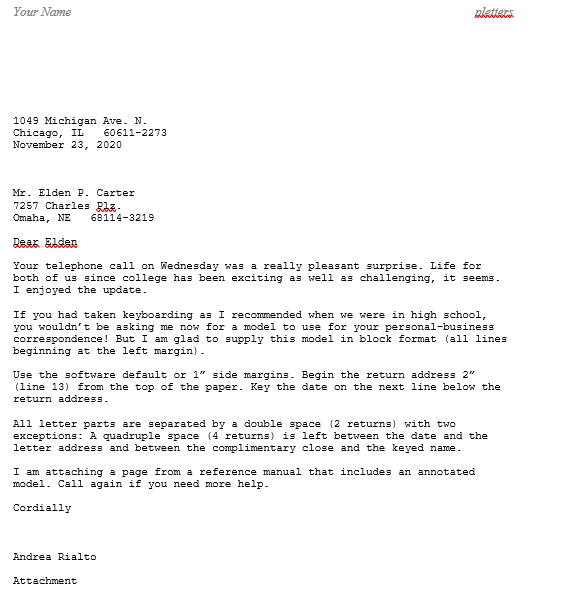 Your Name pletters
1049 Michigan Ave. N.
Chicago, IL   60611-2273
November 23, 2020
Mr. Elden P. Carter
7257 Charles Plz.
Omaha, NE   68114-3219
Dear Elden
Your telephone call on Wednesday was a really pleasant surprise. Life for
both of us since college has been exciting as well as challenging, it seems.
I enjoyed the update.
If you had taken keyboarding as I recommended when we were in high school,
you wouldn’t be asking me now for a model to use for your personal-business
correspondence! But I am glad to supply this model in block format (all lines
beginning at the left margin).
Use the software default or 1” side margins. Begin the return address 2”
(line 13) from the top of the paper. Key the date on the next line below the
return address.
All letter parts are separated by a double space (2 returns) with two
exceptions: A quadruple space (4 returns) is left between the date and the
letter address and between the complimentary close and the keyed name.
I am attaching a page from a reference manual that includes an annotated
model. Call again if you need more help.
Cordially
Andrea Rialto
Attachment